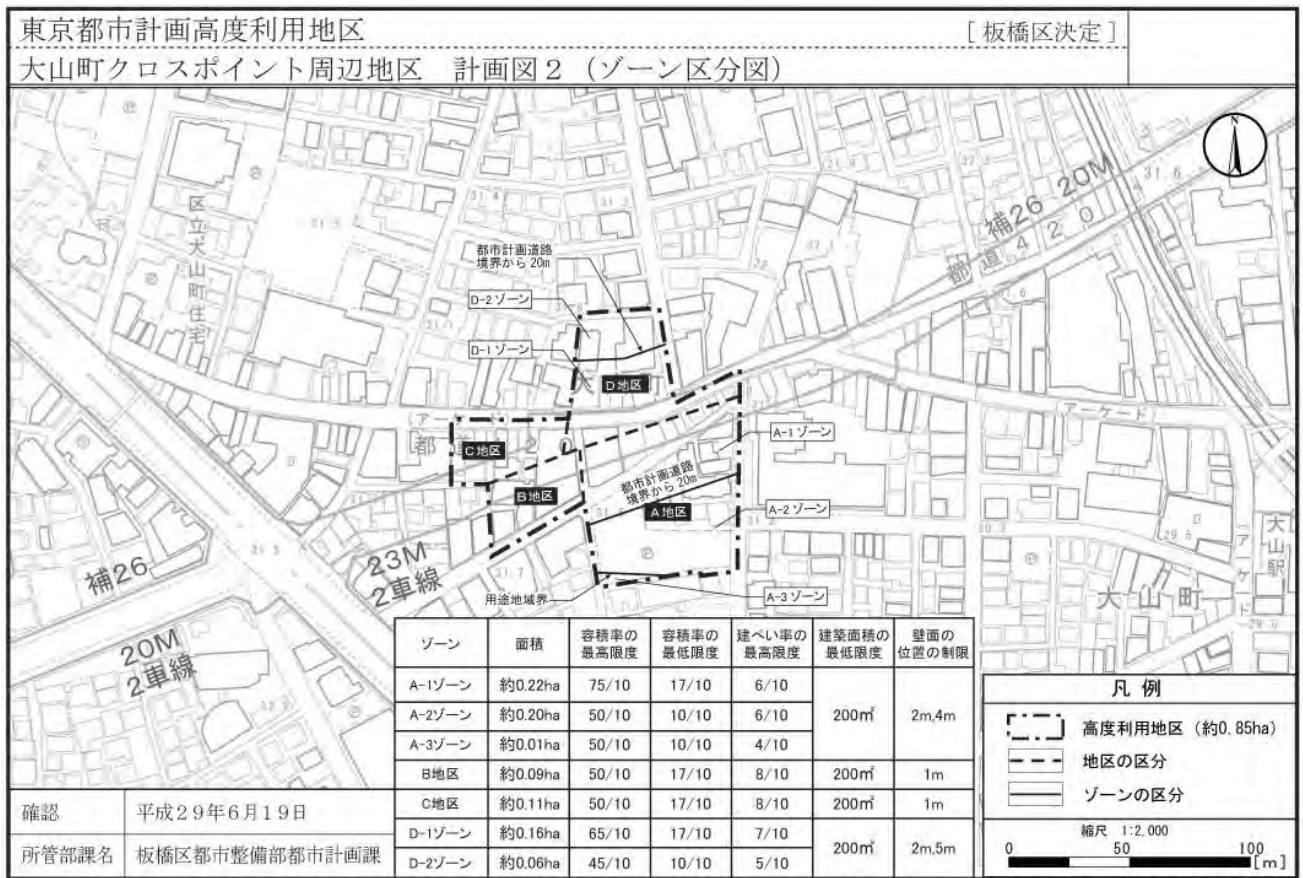 東京都市計画高度利用地区
[板橋区決定]
大山町クロスポイント周辺地区 計画図２（ゾーン区分図）
N
区立大山町住宅
補26 20M
都道420
都市計画道路
境界から20m
D-2ゾーン
D-1ゾーン
D地区
アーケード
C地区
B地区
A-1ゾーン
都市計画道路
境界から20m
A地区
A-2ゾーン
A-3ゾーン
用途地域界
補26
23M
2車線
20M
2車線
大山町
アーケード
大山駅
31.7
ゾーン 面積 容積率の最高限度 容積率の最低限度 建ぺい率の最高限度 建築面積の最低限度 壁面の位置の制限
A-1ゾーン 約0.22ha 75/10 17/10 6/10
A-2ゾーン 約0.20ha 50/10 10/10 6/10 200㎡ 2m,4m
A-3ゾーン 約0.01ha 50/10 10/10 4/10
B地区 約0.09ha 50/10 17/10 8/10 200㎡ 1m
C地区 約0.11ha 50/10 17/10 8/10 200㎡ 1m
D-1ゾーン 約0.16ha 65/10 17/10 7/10 200㎡ 2m,5m
D-2ゾーン 約0.06ha 45/10 10/10 5/10
確認 平成29年6月19日
所管部課名 板橋区都市整備部都市計画課
凡例
高度利用地区（約0.85ha）
地区の区分
ゾーンの区分
縮尺 1:2,000
0 50 100
[m]